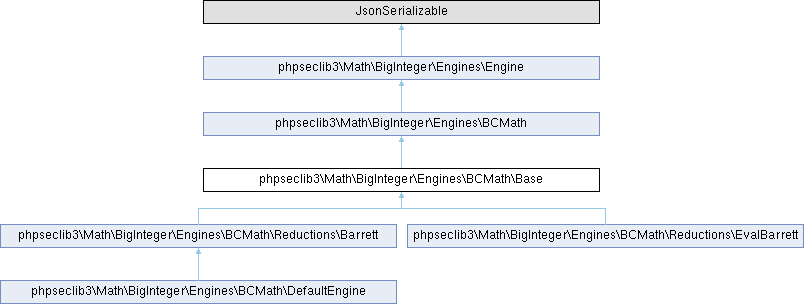 JsonSerializable
phpseclib3\Math\BigInteger\Engines\Engine
phpseclib3\Math\BigInteger\Engines\BCMath
phpseclib3\Math\BigInteger\Engines\BCMath\Base
phpseclib3\Math\BigInteger\Engines\BCMath\Reductions\Barrett
phpseclib3\Math\BigInteger\Engines\BCMath\Reductions\EvalBarrett
phpseclib3\Math\BigInteger\Engines\BCMath\DefaultEngine